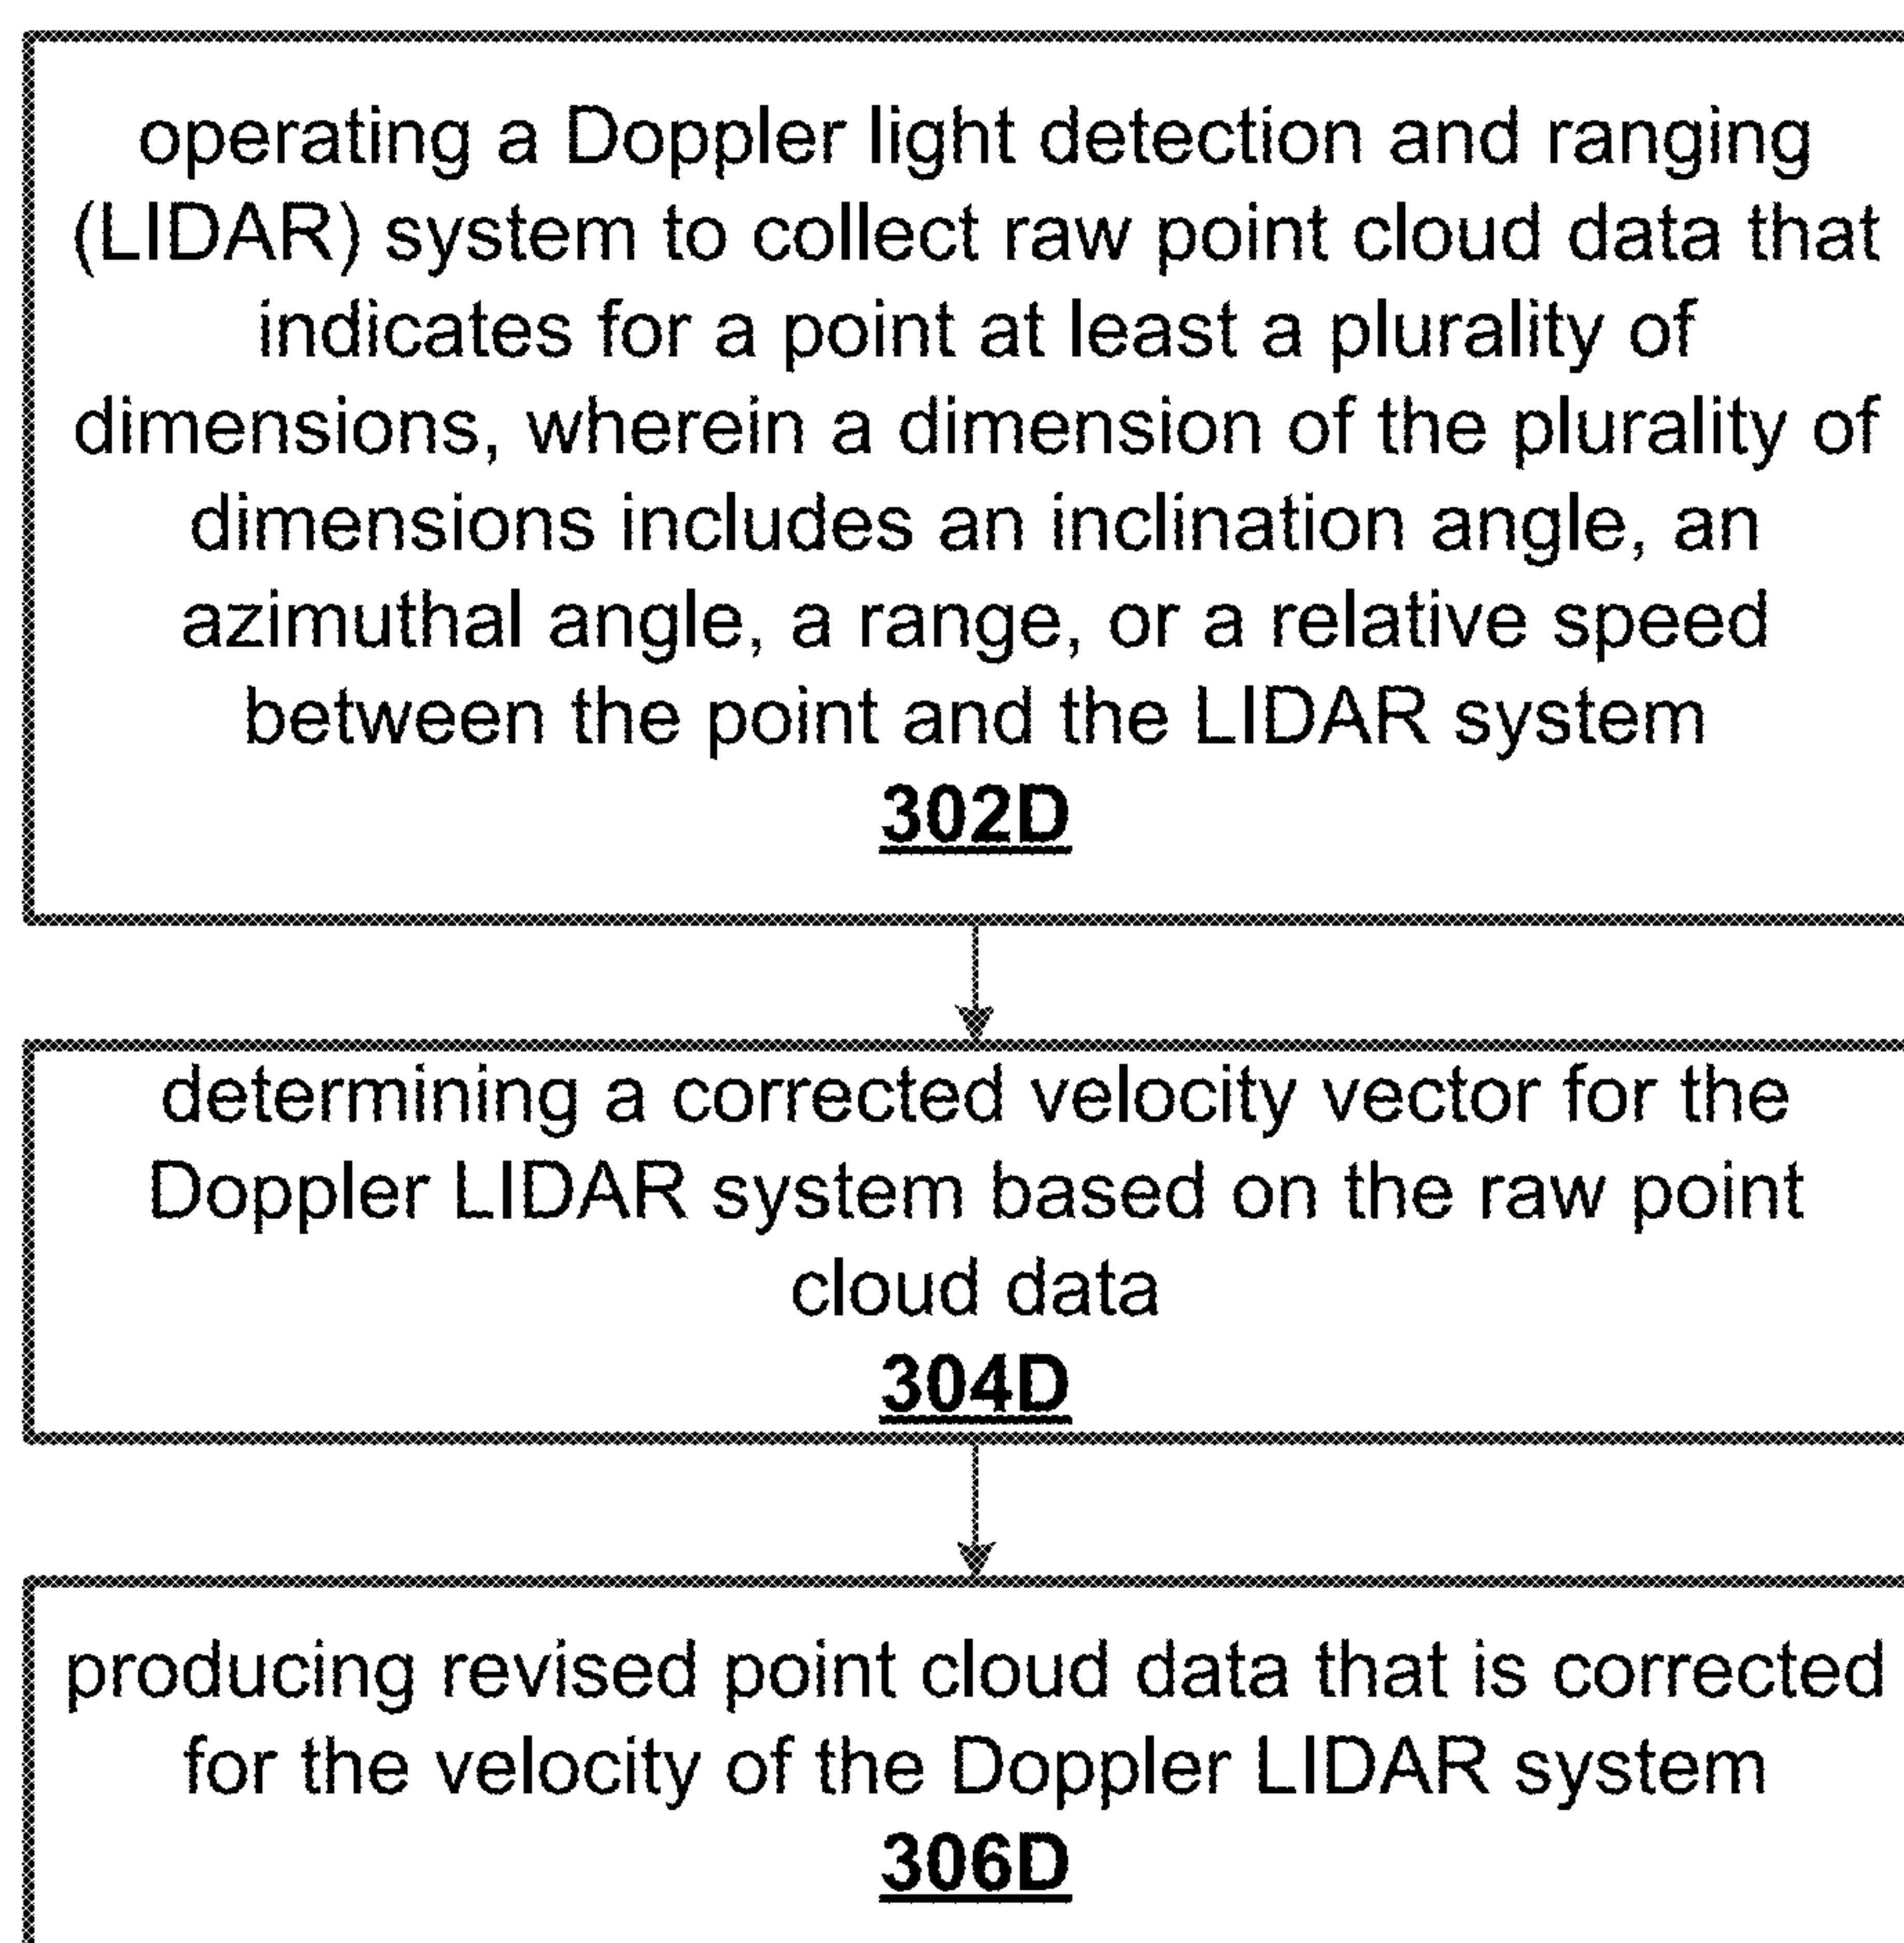 operating a Doppler light detection and ranging
(LIDAR) system to collect raw point cloud data that
indicates for a point at least a plurality of
dimensions, wherein a dimension of the plurality of
dimensions includes an inclination angle, an
azimuthal angle, a range, or a relative speed
between the point and the LIDAR system
302D
determining a corrected velocity vector for the
Doppler LIDAR system based on the raw point
cloud data
304D
producing revised point cloud data that is corrected
for the velocity of the Doppler LIDAR system
306D